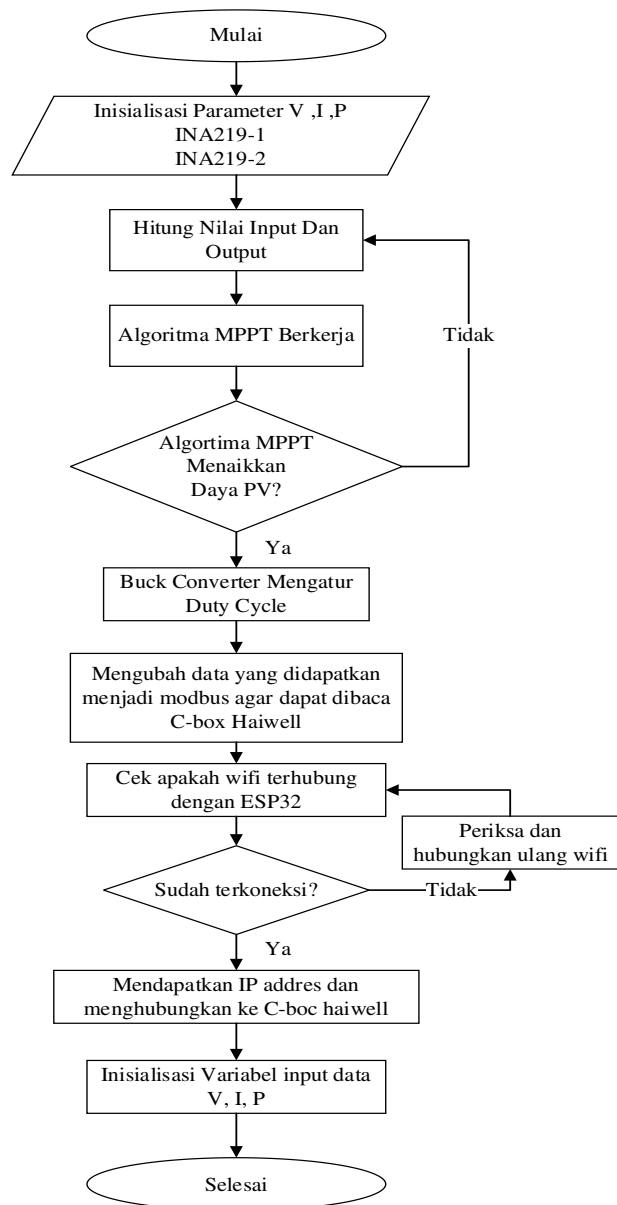 Mulai
Inisialisasi Parameter V ,I ,P
INA219-1
INA219-2
Hitung Nilai Input Dan
Output
Algoritma MPPT Berkerja
Tidak
Algortima MPPT
Menaikkan
Daya PV?
Ya
Buck Converter Mengatur
Duty Cycle
Mengubah data yang didapatkan
menjadi modbus agar dapat dibaca
C-box Haiwell
Cek apakah wifi terhubung
dengan ESP32
Periksa dan
hubungkan ulang wifi
Sudah terkoneksi?
Tidak
Ya
Mendapatkan IP addres dan
menghubungkan ke C-boc haiwell
Inisialisasi Variabel input data
V, I, P
Selesai